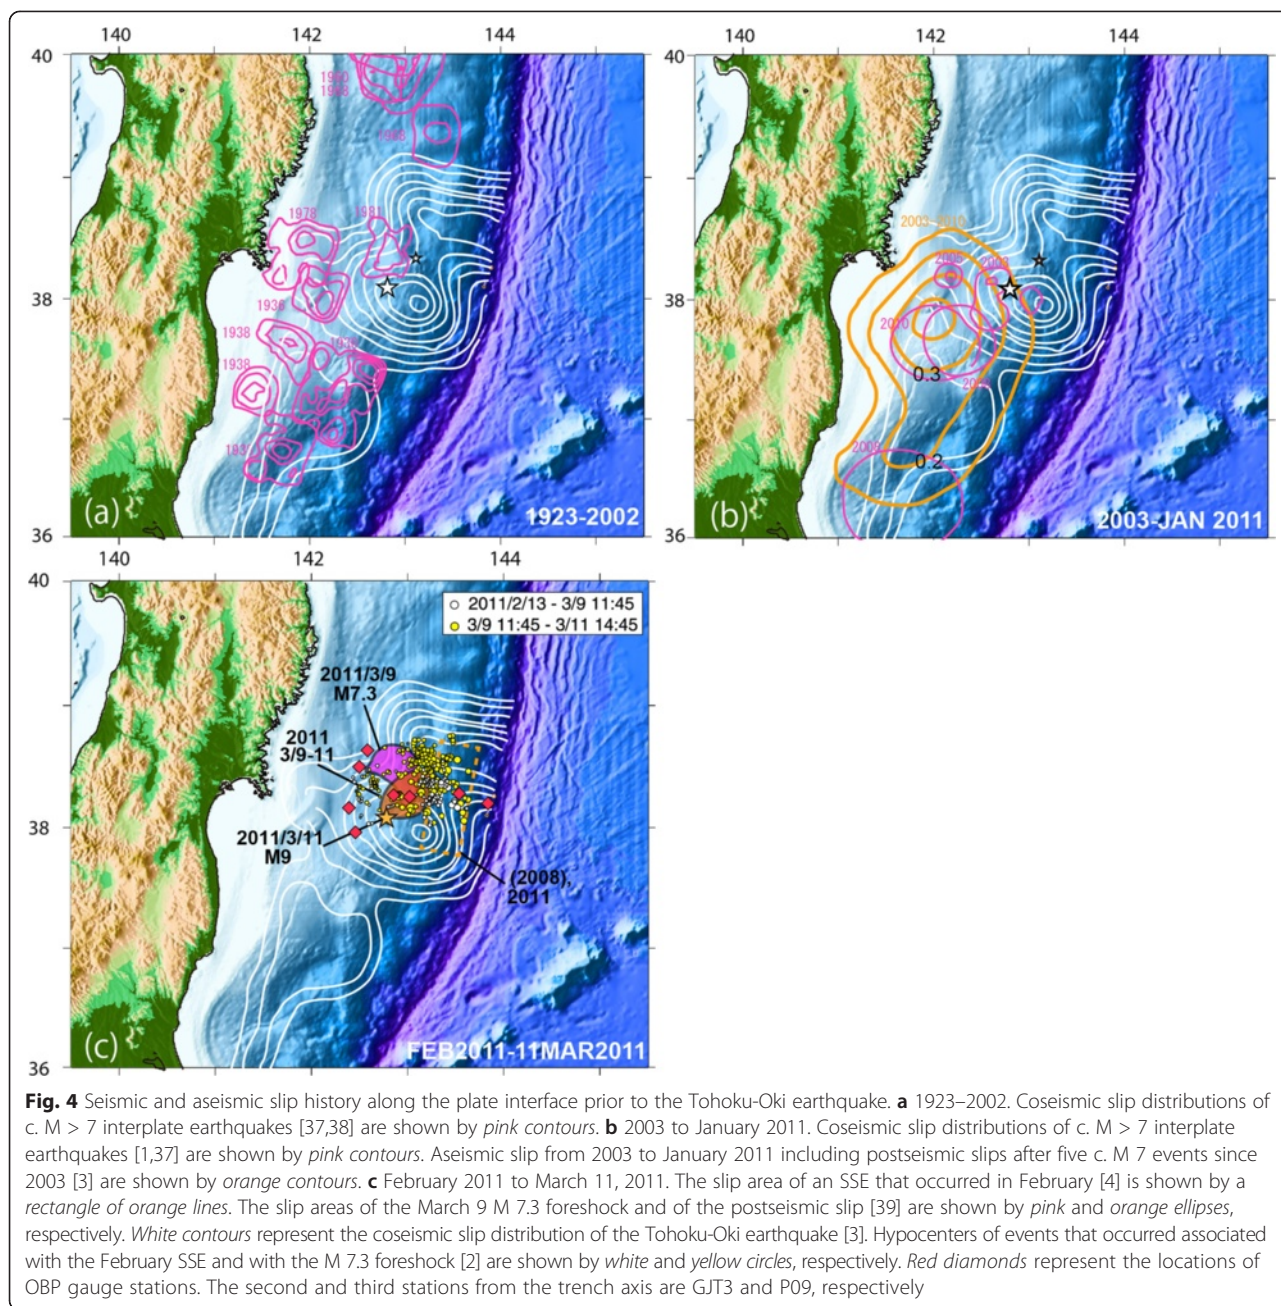 140 142 144
40
38
36
1978
1981
1936
1938
1938
(a)
1923-2002
140 142 144
40
38
36
2003-2010
2010
0.3
0.2
2008
(b)
2003-JAN 2011
140 142 144
40
38
36
2011/2/13 - 3/9 11:45
3/9 11:45 - 3/11 14:45
2011/3/9
M7.3
2011
3/9-11
2011/3/11
M9
(2008),
2011
(c)
FEB2011-11MAR2011
Fig. 4 Seismic and aseismic slip history along the plate interface prior to the Tohoku-Oki earthquake. a 1923–2002. Coseismic slip distributions of
c. M > 7 interplate earthquakes [37,38] are shown by pink contours. b 2003 to January 2011. Coseismic slip distributions of c. M > 7 interplate
earthquakes [1,37] are shown by pink contours. Aseismic slip from 2003 to January 2011 including postseismic slips after five c. M 7 events since
2003 [3] are shown by orange contours. c February 2011 to March 11, 2011. The slip area of an SSE that occurred in February [4] is shown by a
rectangle of orange lines. The slip areas of the March 9 M 7.3 foreshock and of the postseismic slip [39] are shown by pink and orange ellipses,
respectively. White contours represent the coseismic slip distribution of the Tohoku-Oki earthquake [3]. Hypocenters of events that occurred associated
with the February SSE and with the M 7.3 foreshock [2] are shown by white and yellow circles, respectively. Red diamonds represent the locations of
OBP gauge stations. The second and third stations from the trench axis are GJT3 and P09, respectively